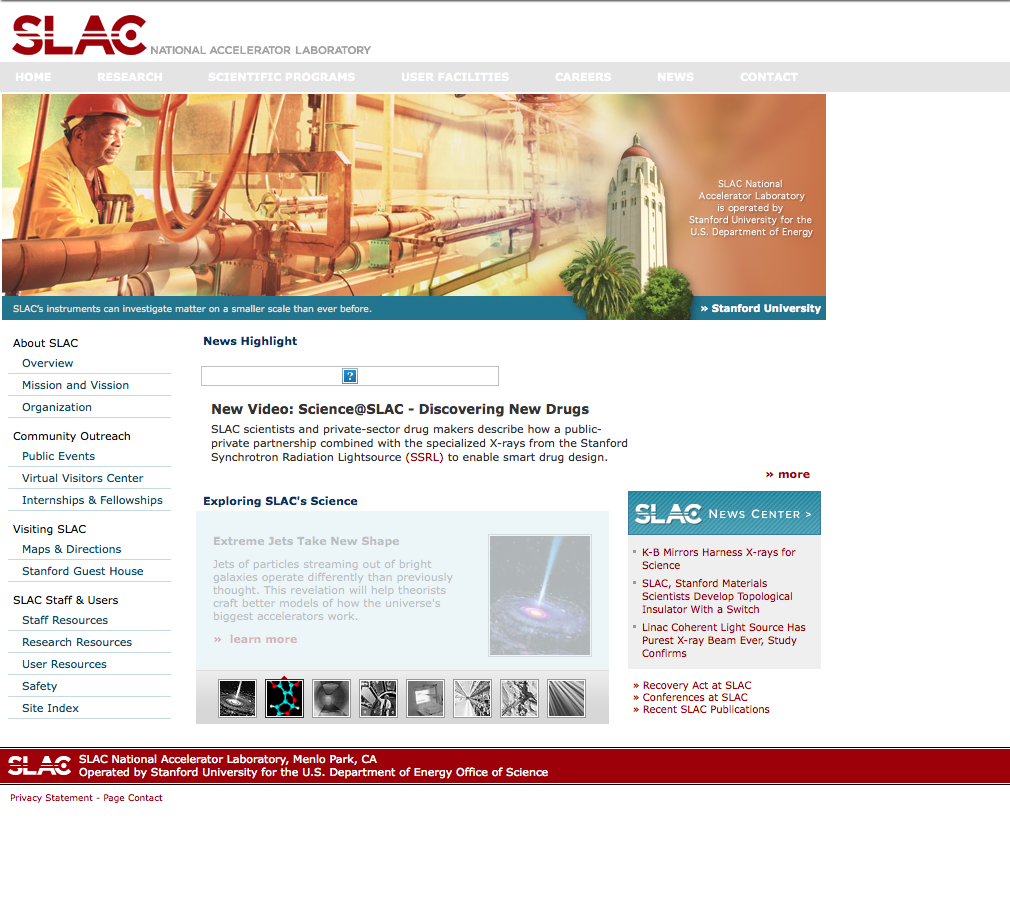 SLAC NATIONAL ACCELERATOR LABORATORY
HOME RESEARCH SCIENTIFIC PROGRAMS USER FACILITIES CAREERS NEWS CONTACT
SLAC National
Accelerator Laboratory
is operated by
Stanford University for the
U.S. Department of Energy
SLAC's instruments can investigate matter on a smaller scale than ever before.
» Stanford University
About SLAC
Overview
Mission and Vission
Organization
Community Outreach
Public Events
Virtual Visitors Center
Internships & Fellowships
Visiting SLAC
Maps & Directions
Stanford Guest House
SLAC Staff & Users
Staff Resources
Research Resources
User Resources
Safety
Site Index
News Highlight
?
New Video: Science@SLAC - Discovering New Drugs
SLAC scientists and private-sector drug makers describe how a public-
private partnership combined with the specialized X-rays from the Stanford
Synchrotron Radiation Lightsource (SSRL) to enable smart drug design.
» more
Exploring SLAC's Science
Extreme Jets Take New Shape
Jets of particles streaming out of bright
galaxies operate differently than previously
thought. This revelation will help theorists
craft better models of how the universe's
biggest accelerators work.
» learn more
SLAC NEWS CENTER >
K-B Mirrors Harness X-rays for
Science
SLAC, Stanford Materials
Scientists Develop Topological
Insulator With a Switch
Linac Coherent Light Source Has
Purest X-ray Beam Ever, Study
Confirms
» Recovery Act at SLAC
» Conferences at SLAC
» Recent SLAC Publications
SLAC
SLAC National Accelerator Laboratory, Menlo Park, CA
Operated by Stanford University for the U.S. Department of Energy Office of Science
Privacy Statement - Page Contact